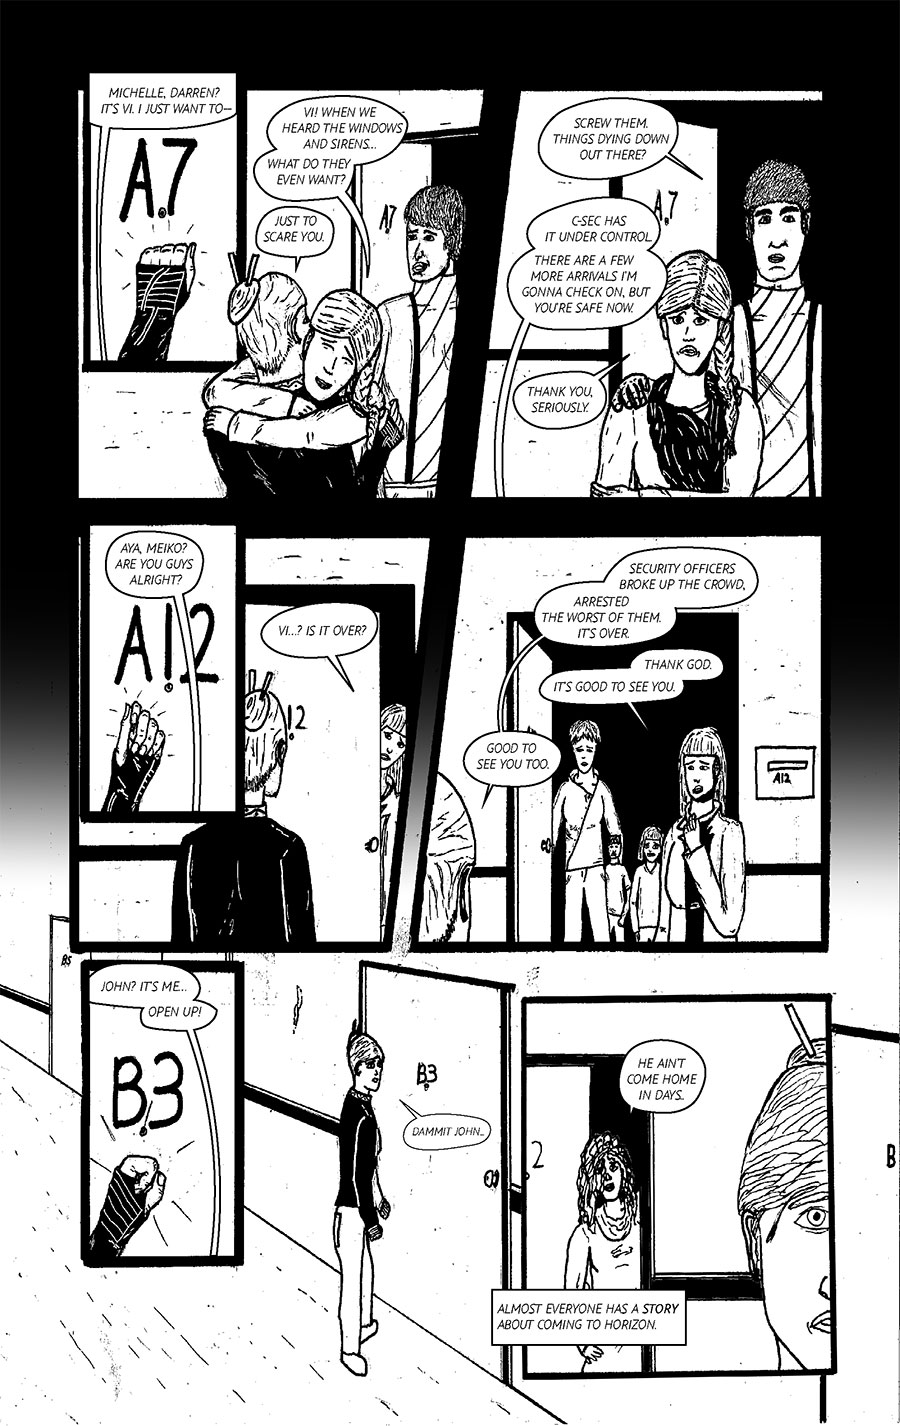 MICHELLE, DARREN?
IT'S VI. I JUST WANT TO—
A.7
VI! WHEN WE
HEARD THE WINDOWS
AND SIRENS...
WHAT DO THEY
EVEN WANT?
JUST TO
SCARE YOU.
A.7
SCREW THEM.
THINGS DYING DOWN
OUT THERE?
A.7
C-SEC HAS
IT UNDER CONTROL.
THERE ARE A FEW
MORE ARRIVALS I'M
GONNA CHECK ON, BUT
YOU'RE SAFE NOW.
THANK YOU,
SERIOUSLY.
AYA, MEIKO?
ARE YOU GUYS
ALRIGHT?
A.12
VI...? IS IT OVER?
.12
SECURITY OFFICERS
BROKE UP THE CROWD,
ARRESTED
THE WORST OF THEM.
IT'S OVER.
THANK GOD.
IT'S GOOD TO SEE YOU.
GOOD TO
SEE YOU TOO.
A12
B5
JOHN? IT'S ME...
OPEN UP!
B.3
B.3
DAMMIT JOHN...
HE AIN'T
COME HOME
IN DAYS.
2
B
ALMOST EVERYONE HAS A STORY
ABOUT COMING TO HORIZON.